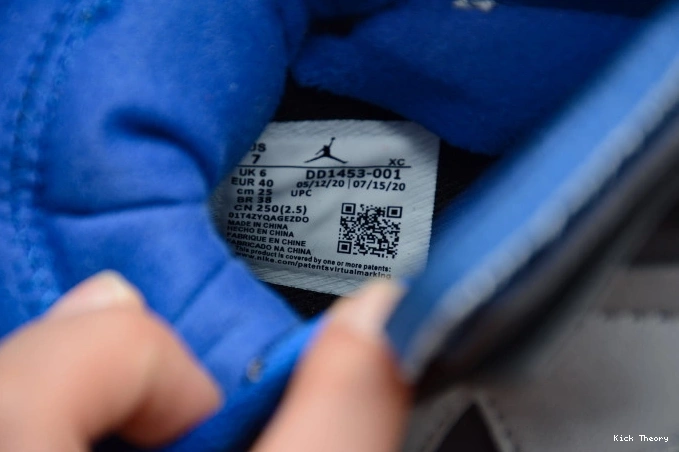 US
7
XC
UK 6
DD1453-001
EUR 40
05/12/20 | 07/15/20
cm 25
UPC
BR 38
CN 250(2.5)
D1T4ZYQAGEZDO
MADE IN CHINA
HECHO EN CHINA
FABRIQUE EN CHINE
FABRICADO NA CHINA
This product is covered by one or more patents:
www.nike.com/patentsvirtualmarking
Kick Theory